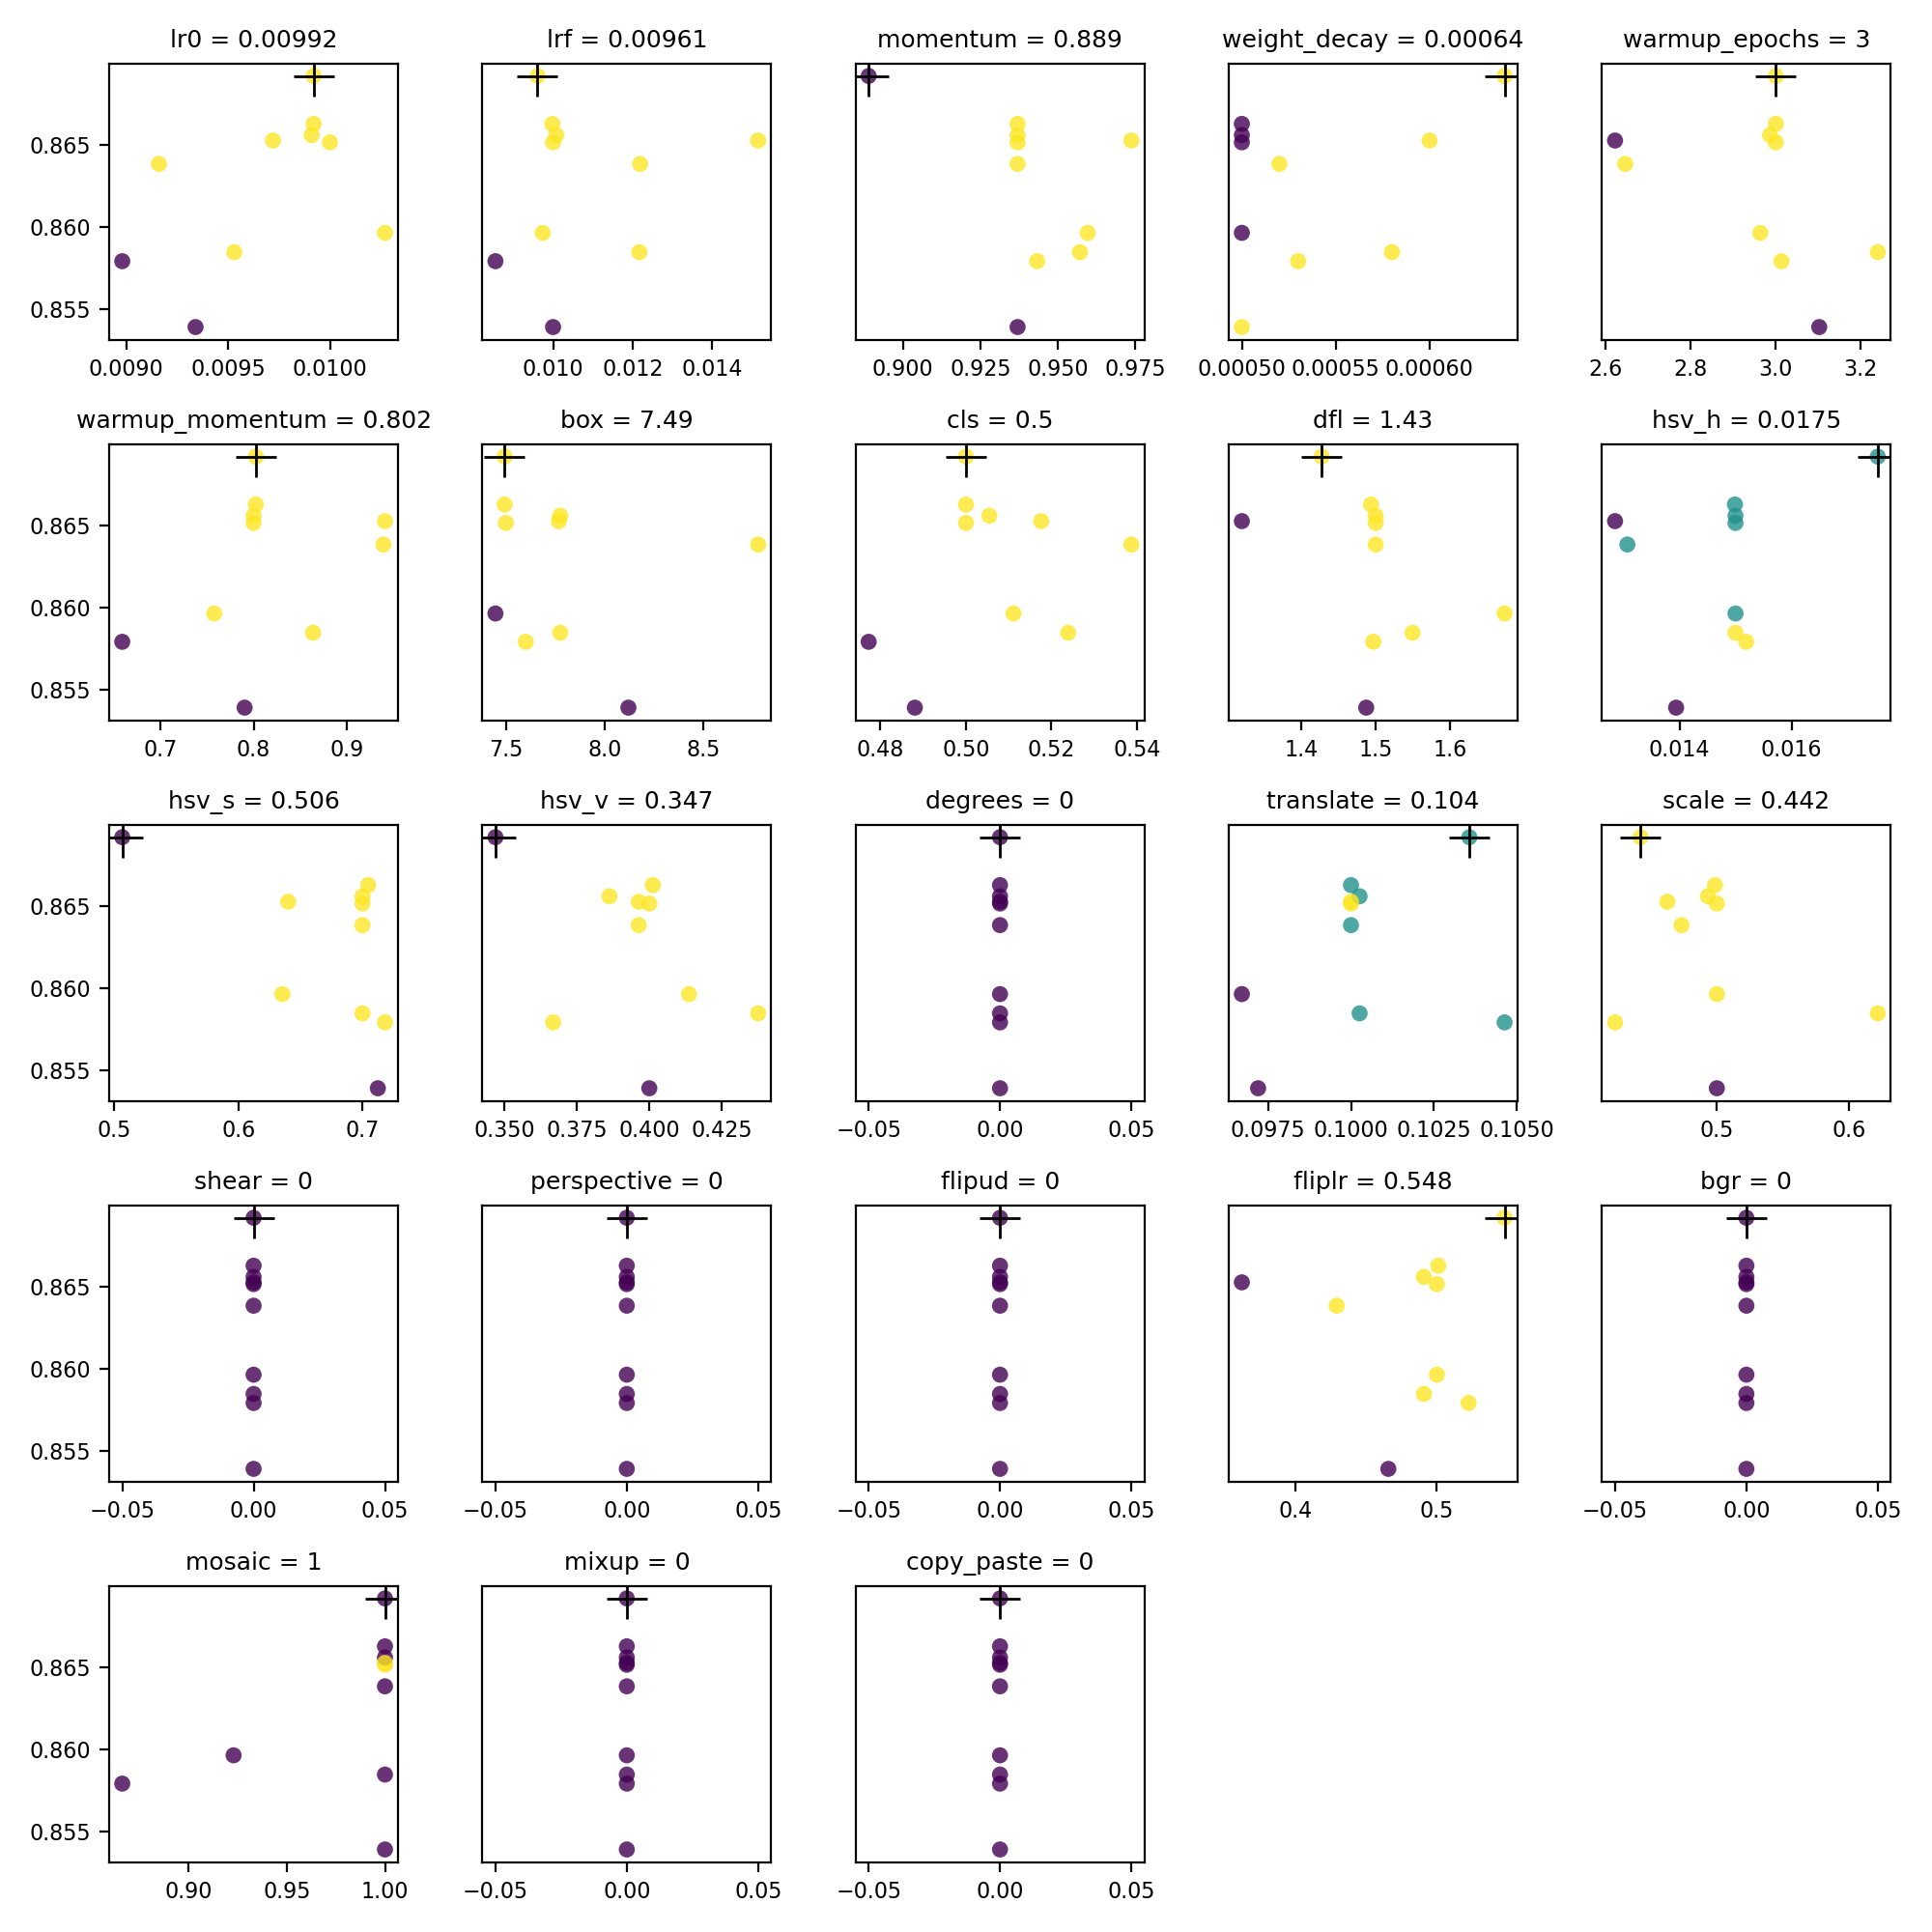 lr0 = 0.00992 lrf = 0.00961 momentum = 0.889 weight_decay = 0.00064 warmup_epochs = 3
0.865
0.860
0.855
0.0090 0.0095 0.0100 0.010 0.012 0.014 0.900 0.925 0.950 0.975 0.00050 0.00055 0.00060 2.6 2.8 3.0 3.2
warmup_momentum = 0.802 box = 7.49 cls = 0.5 dfl = 1.43 hsv_h = 0.0175
0.865
0.860
0.855
0.7 0.8 0.9 7.5 8.0 8.5 0.48 0.50 0.52 0.54 1.4 1.5 1.6 0.014 0.016
hsv_s = 0.506 hsv_v = 0.347 degrees = 0 translate = 0.104 scale = 0.442
0.865
0.860
0.855
0.5 0.6 0.7 0.350 0.375 0.400 0.425 −0.05 0.00 0.05 0.0975 0.1000 0.1025 0.1050 0.5 0.6
shear = 0 perspective = 0 flipud = 0 fliplr = 0.548 bgr = 0
0.865
0.860
0.855
−0.05 0.00 0.05 −0.05 0.00 0.05 −0.05 0.00 0.05 0.4 0.5 −0.05 0.00 0.05
mosaic = 1 mixup = 0 copy_paste = 0
0.865
0.860
0.855
0.90 0.95 1.00 −0.05 0.00 0.05 −0.05 0.00 0.05